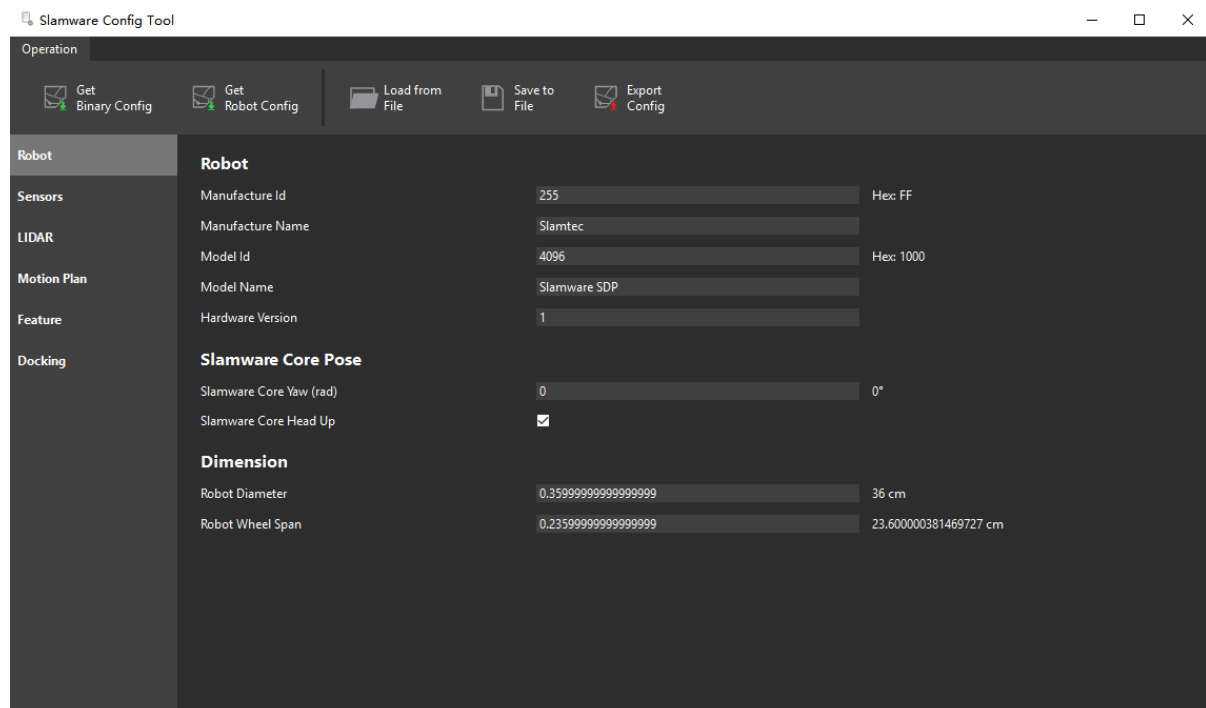 Slamware Config Tool
Operation
Get
Binary Config
Get
Robot Config
Load from
File
Save to
File
Export
Config
Robot
Sensors
LIDAR
Motion Plan
Feature
Docking
Robot
Manufacture Id 255 Hex: FF
Manufacture Name Slamtec
Model Id 4096 Hex: 1000
Model Name Slamware SDP
Hardware Version 1
Slamware Core Pose
Slamware Core Yaw (rad) 0 0°
Slamware Core Head Up
Dimension
Robot Diameter 0.35999999999999999 36 cm
Robot Wheel Span 0.23599999999999999 23.600000381469727 cm